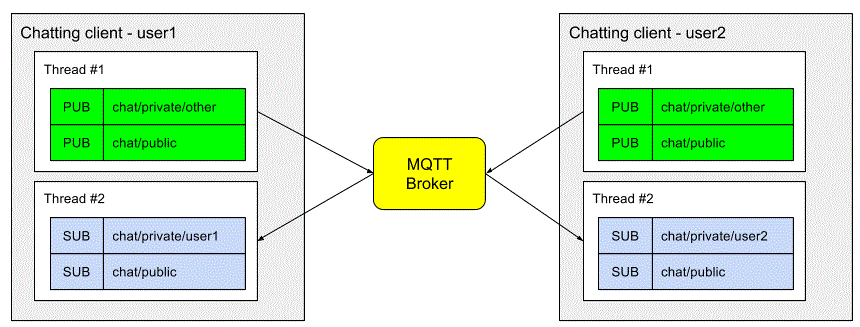 Chatting client - user1
Thread #1
PUB chat/private/other
PUB chat/public
Thread #2
SUB chat/private/user1
SUB chat/public
MQTT
Broker
Chatting client - user2
Thread #1
PUB chat/private/other
PUB chat/public
Thread #2
SUB chat/private/user2
SUB chat/public